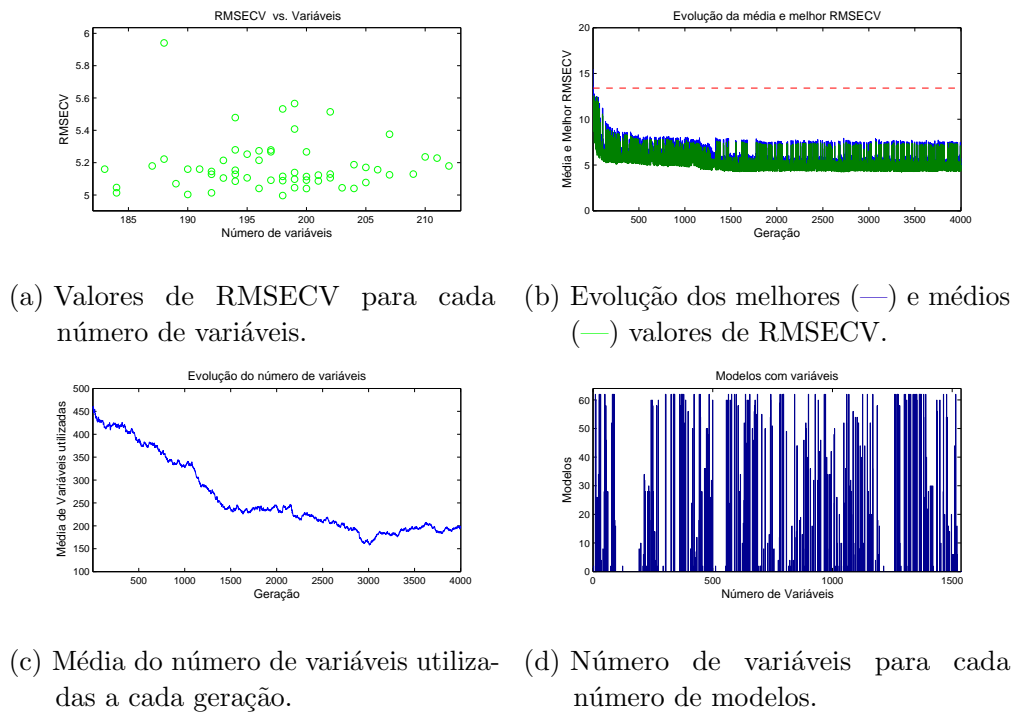 RMSECV vs. Variáveis
6
5.8
5.6
5.4
5.2
5
RMSECV
185 190 195 200 205 210
Número de variáveis
Evolução da média e melhor RMSECV
20
15
10
5
0
Média e Melhor RMSECV
500 1000 1500 2000 2500 3000 3500 4000
Geração
(a) Valores de RMSECV para cada
número de variáveis.
(b) Evolução dos melhores (—) e médios
(—) valores de RMSECV.
Evolução do número de variáveis
500
450
400
350
300
250
200
150
100
Média de Variáveis utilizadas
500 1000 1500 2000 2500 3000 3500 4000
Geração
Modelos com variáveis
60
50
40
30
20
10
0
Modelos
0 500 1000 1500
Número de Variáveis
(c) Média do número de variáveis utiliza-
das a cada geração.
(d) Número de variáveis para cada
número de modelos.